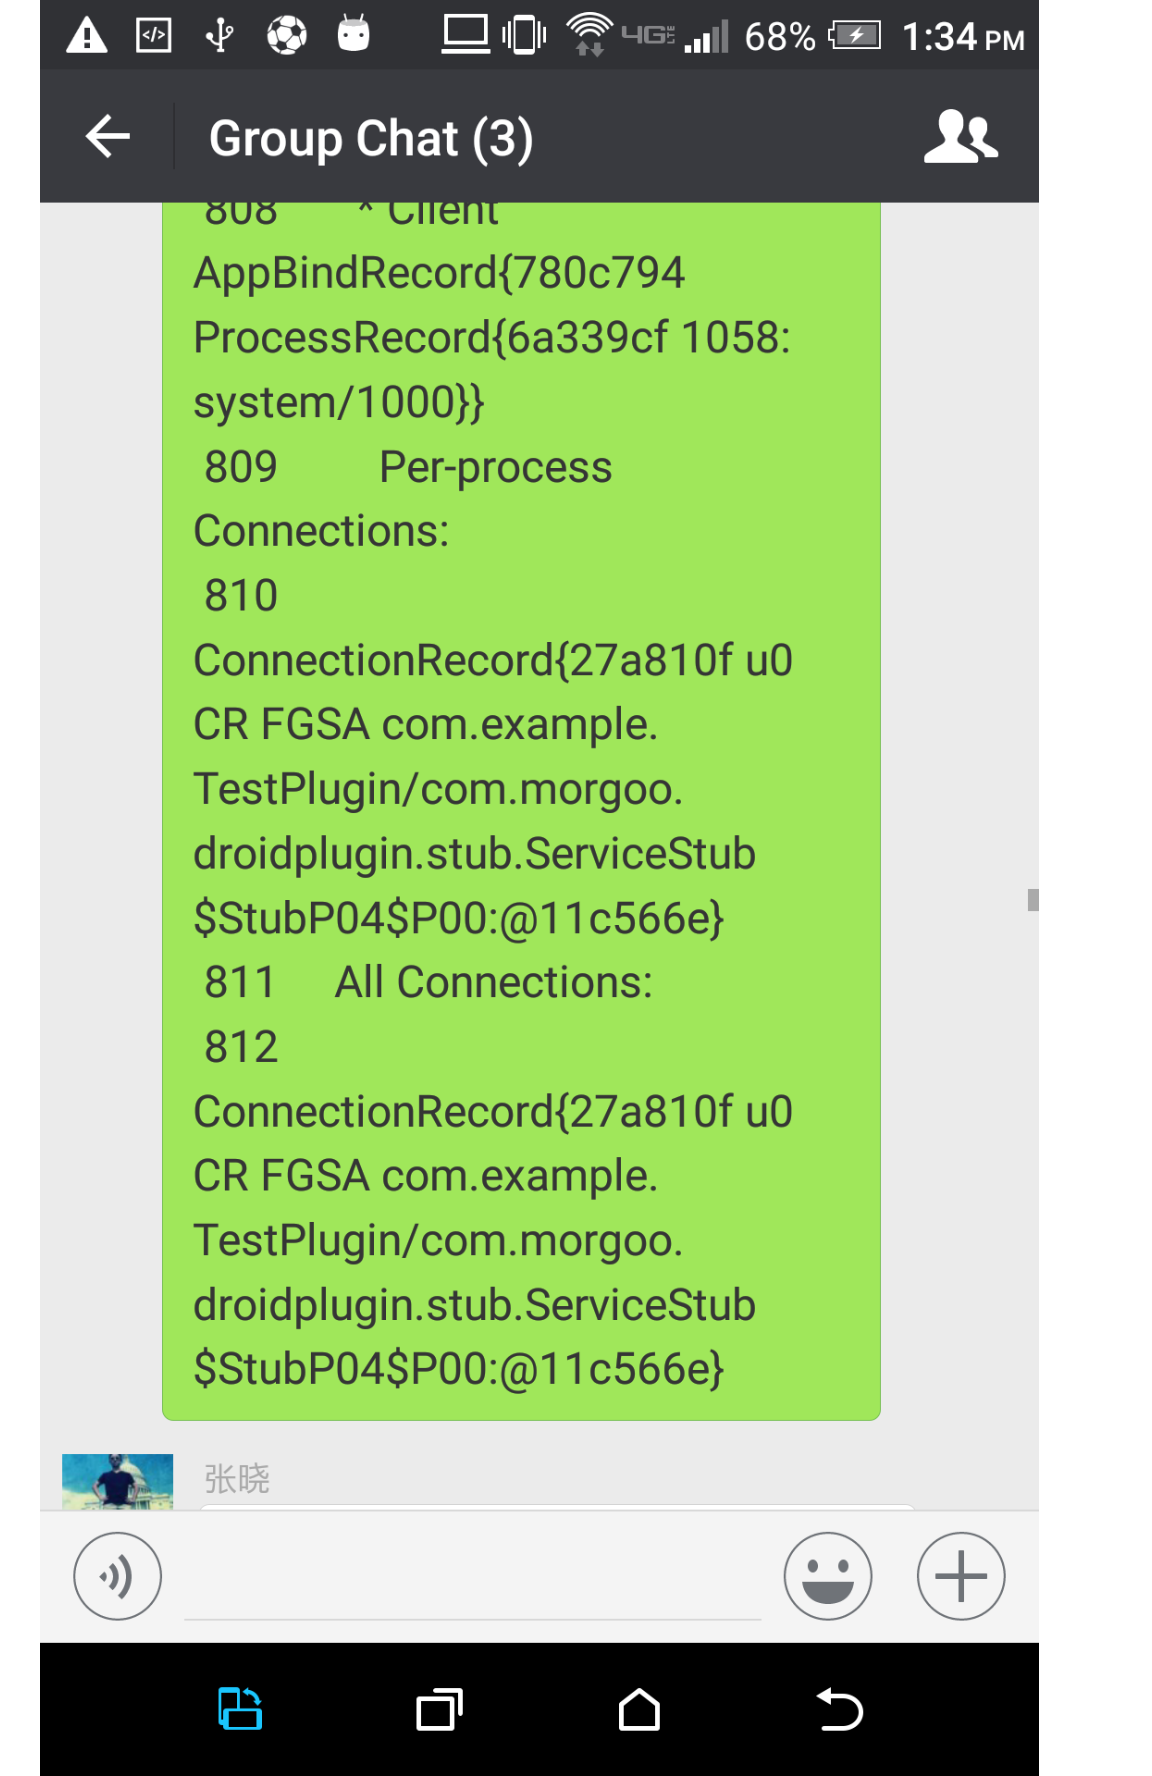 68% 1:34 PM
Group Chat (3)
808 * Client
AppBindRecord{780c794
ProcessRecord{6a339cf 1058:
system/1000}}
809 Per-process
Connections:
810
ConnectionRecord{27a810f u0
CR FGSA com.example.
TestPlugin/com.morgoo.
droidplugin.stub.ServiceStub
$StubP04$P00:@11c566e}
811 All Connections:
812
ConnectionRecord{27a810f u0
CR FGSA com.example.
TestPlugin/com.morgoo.
droidplugin.stub.ServiceStub
$StubP04$P00:@11c566e}
张晓